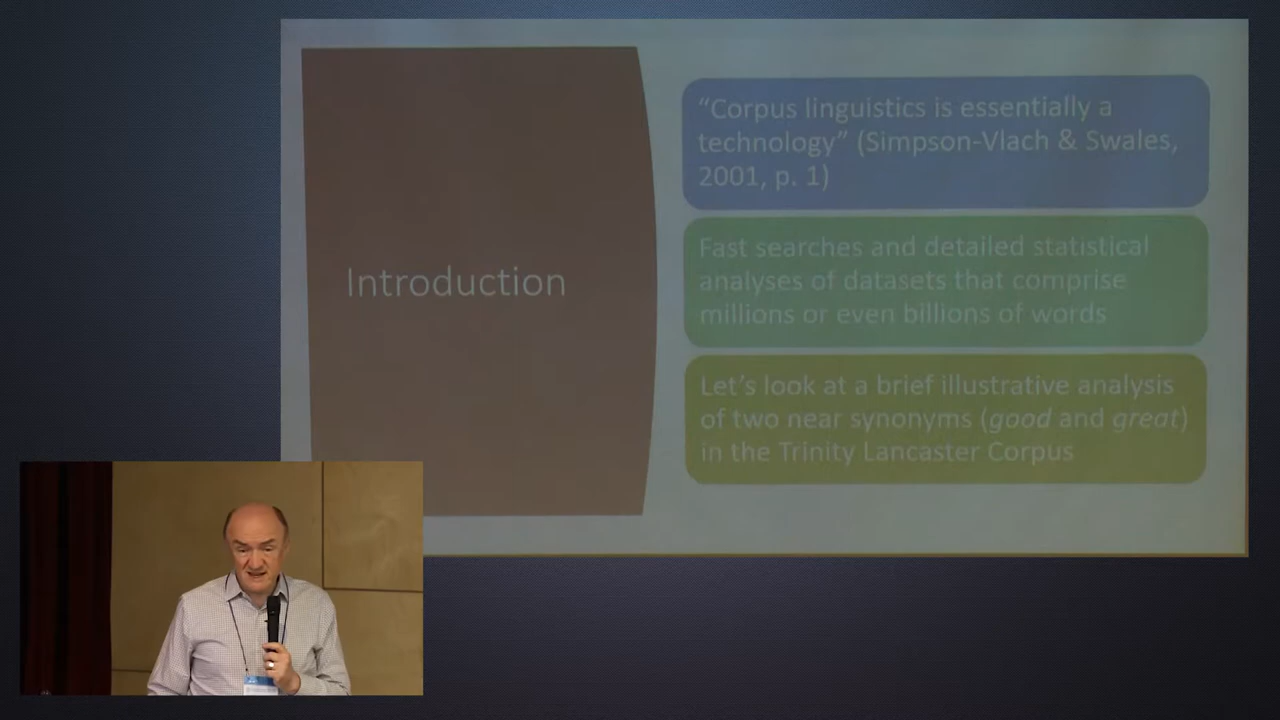 Introduction
“Corpus linguistics is essentially a
technology” (Simpson-Vlach & Swales,
2001, p. 1)
Fast searches and detailed statistical
analyses of datasets that comprise
millions or even billions of words
Let’s look at a brief illustrative analysis
of two near synonyms (good and great)
in the Trinity Lancaster Corpus